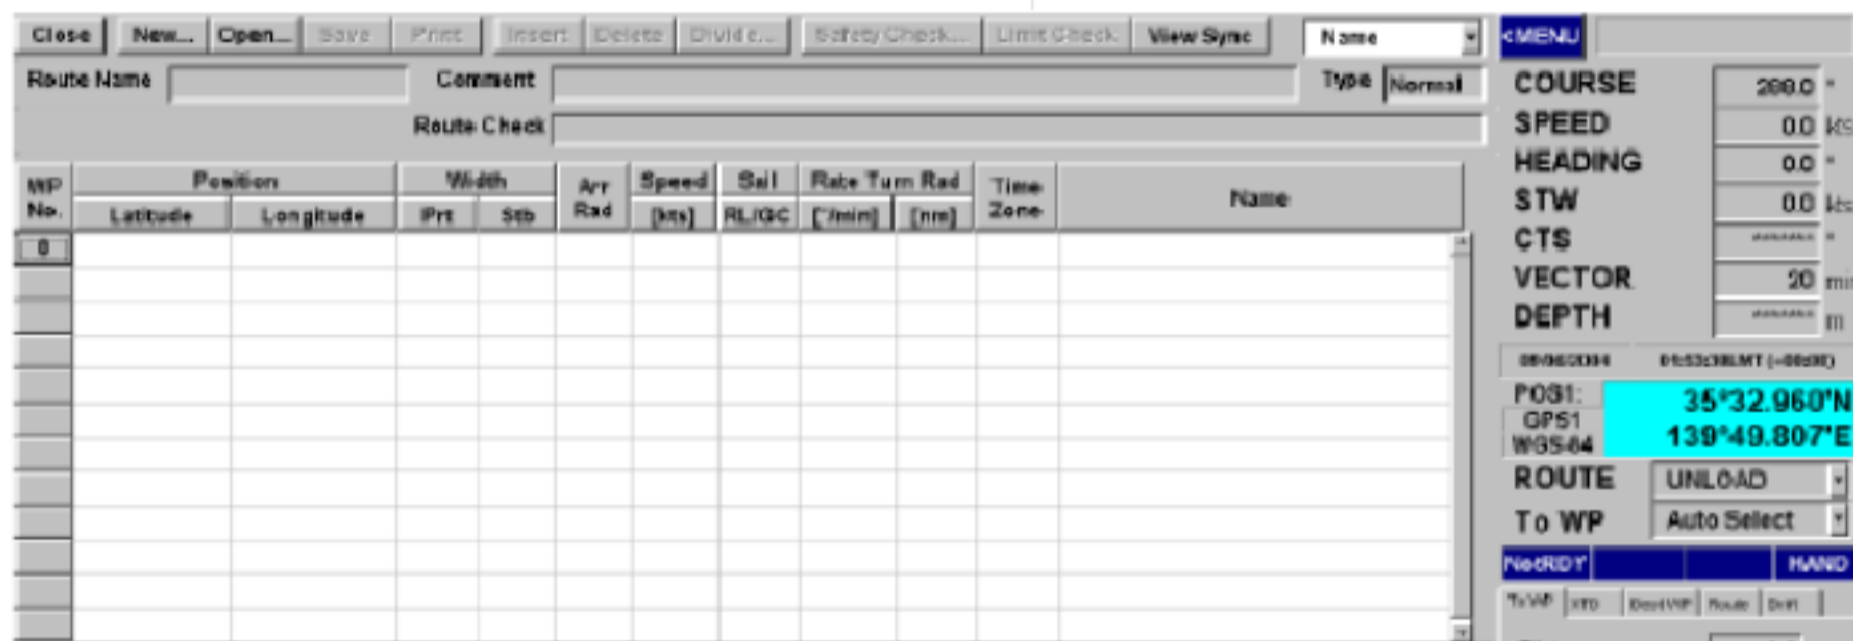 Close New... Open... Save Print Insert Delete Divide... Safety Check... Limit Check View Sync Name <MENU
Route Name Comment Type Normal
Route Check
WP No. Position Latitude Longitude Width Prt Stb Arr Rad Speed [kts] Sail RL/GC Rate Turn Rad [°/min] [nm] Time Zone Name
0
COURSE °
SPEED 0.0 kts
HEADING 0.0 °
STW 0.0 kts
CTS ******* °
VECTOR 20 min
DEPTH ******* m
POS1: 35°32.960'N
GPS1
WGS-84 139°49.807'E
ROUTE UNLOAD
To WP Auto Select
NotRDY HAND
To WP XTD Route Drift